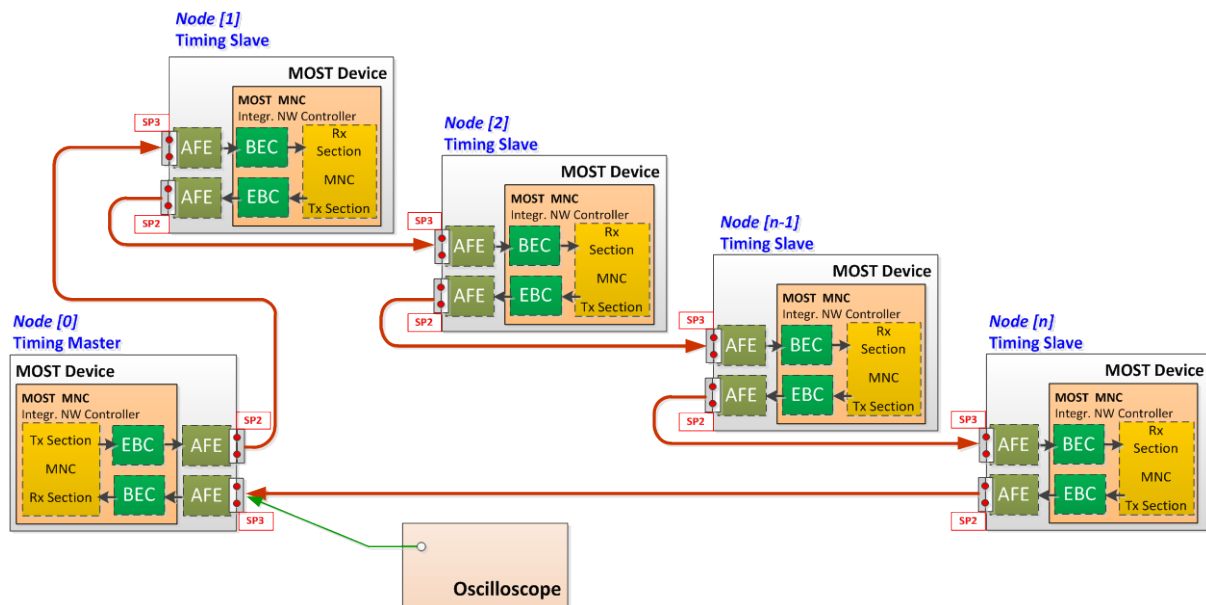 Node [1]
Timing Slave
MOST Device
MOST MNC
Integr. NW Controller
SP3
AFE
BEC
Rx
Section
MNC
AFE
EBC
Tx Section
SP2
Node [2]
Timing Slave
MOST Device
MOST MNC
Integr. NW Controller
SP3
AFE
BEC
Rx
Section
MNC
AFE
EBC
Tx Section
SP2
Node [n-1]
Timing Slave
MOST Device
MOST MNC
Integr. NW Controller
SP3
AFE
BEC
Rx
Section
MNC
AFE
EBC
Tx Section
SP2
Node [n]
Timing Slave
MOST Device
MOST MNC
Integr. NW Controller
SP3
AFE
BEC
Rx
Section
MNC
AFE
EBC
Tx Section
SP2
Node [0]
Timing Master
MOST Device
MOST MNC
Integr. NW Controller
SP2
Tx Section
EBC
AFE
MNC
Rx Section
BEC
AFE
SP3
Oscilloscope